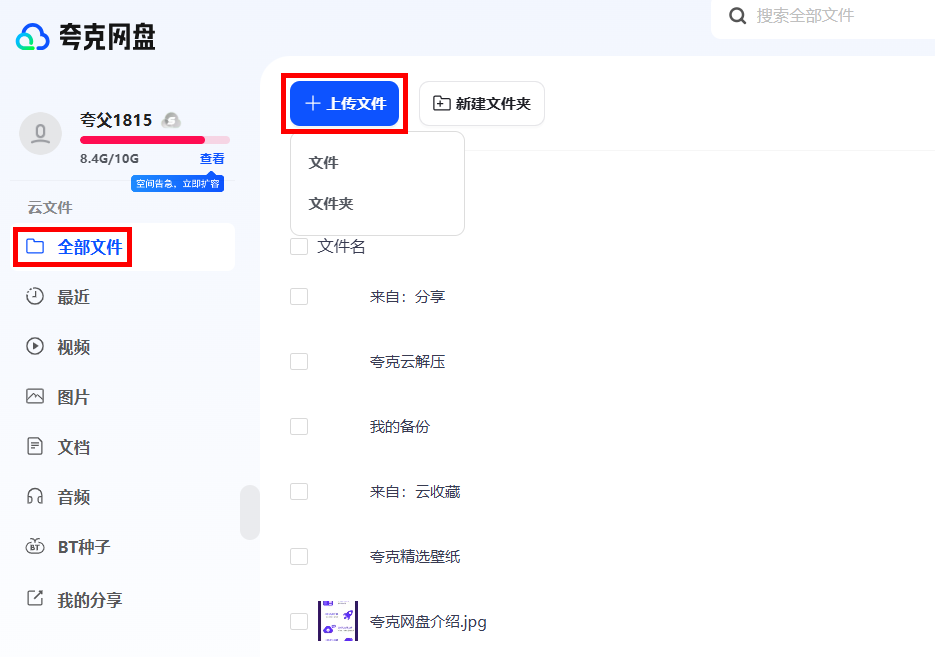 夸克网盘
搜索全部文件
夸父1815
8.4G/10G
查看
空间告急，立即扩容
云文件
全部文件
最近
视频
图片
文档
音频
BT种子
我的分享
上传文件
新建文件夹
文件
文件夹
文件名
来自：分享
夸克云解压
我的备份
来自：云收藏
夸克精选壁纸
夸克网盘介绍.jpg